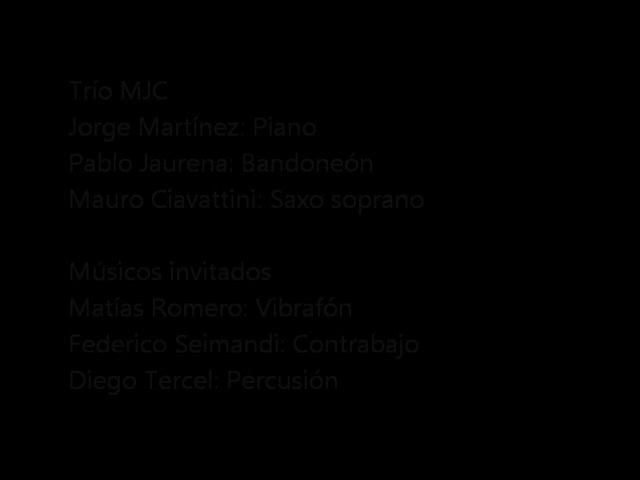 Trío MJC
Jorge Martínez: Piano
Pablo Jaurena: Bandoneón
Mauro Ciavattini: Saxo soprano
Músicos invitados
Matías Romero: Vibrafón
Federico Seimandi: Contrabajo
Diego Tercel: Percusión